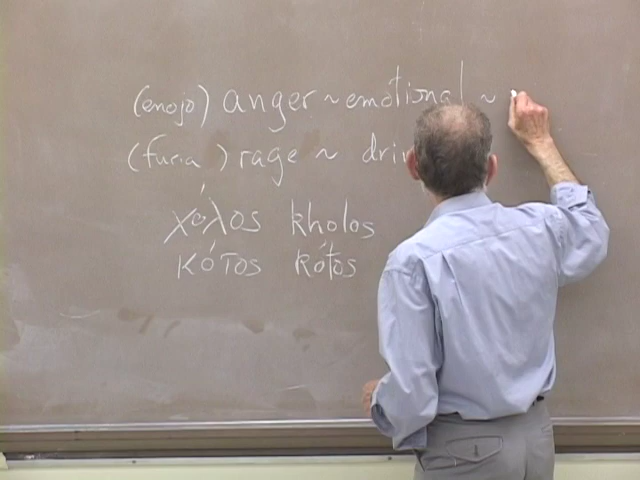 (enojo) anger ~ emotional ~
(furia) rage ~
χόλος kholos
κότος kótos